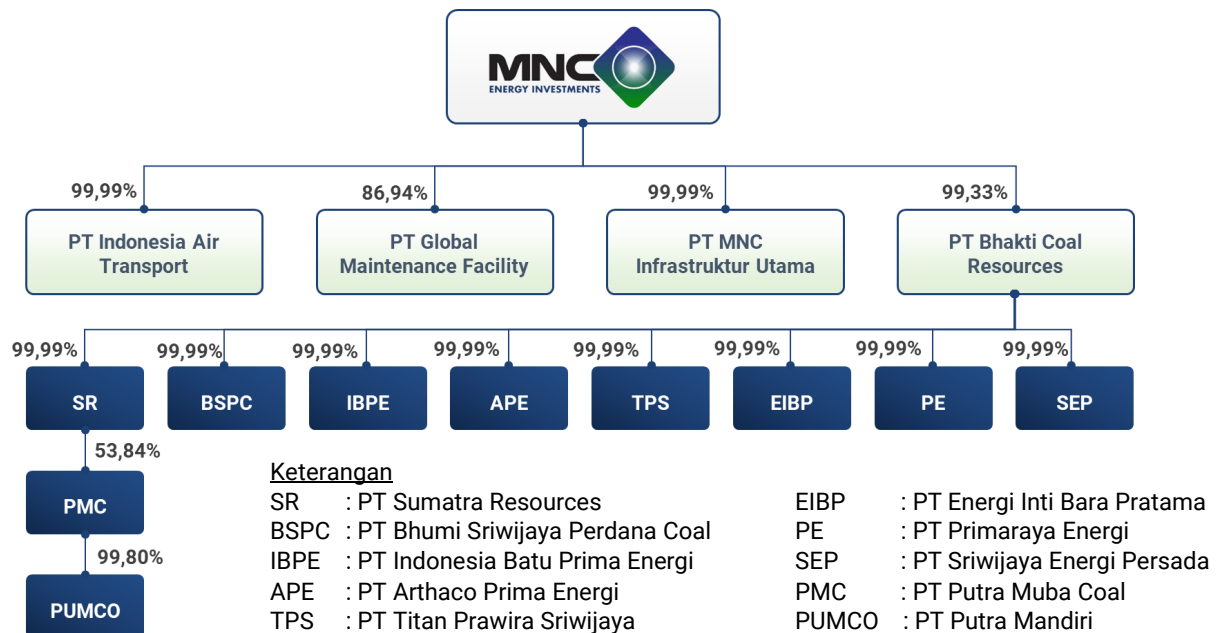 MNC
ENERGY INVESTMENTS
99,99%
86,94%
99,99%
99,33%
PT Indonesia Air
Transport
PT Global
Maintenance Facility
PT MNC
Infrastruktur Utama
PT Bhakti Coal
Resources
99,99%
99,99%
99,99%
99,99%
99,99%
99,99%
99,99%
99,99%
SR
BSPC
IBPE
APE
TPS
EIBP
PE
SEP
53,84%
PMC
99,80%
PUMCO
Keterangan
SR : PT Sumatra Resources
BSPC : PT Bhumi Sriwijaya Perdana Coal
IBPE : PT Indonesia Batu Prima Energi
APE : PT Arthaco Prima Energi
TPS : PT Titan Prawira Sriwijaya
EIBP : PT Energi Inti Bara Pratama
PE : PT Primaraya Energi
SEP : PT Sriwijaya Energi Persada
PMC : PT Putra Muba Coal
PUMCO : PT Putra Mandiri